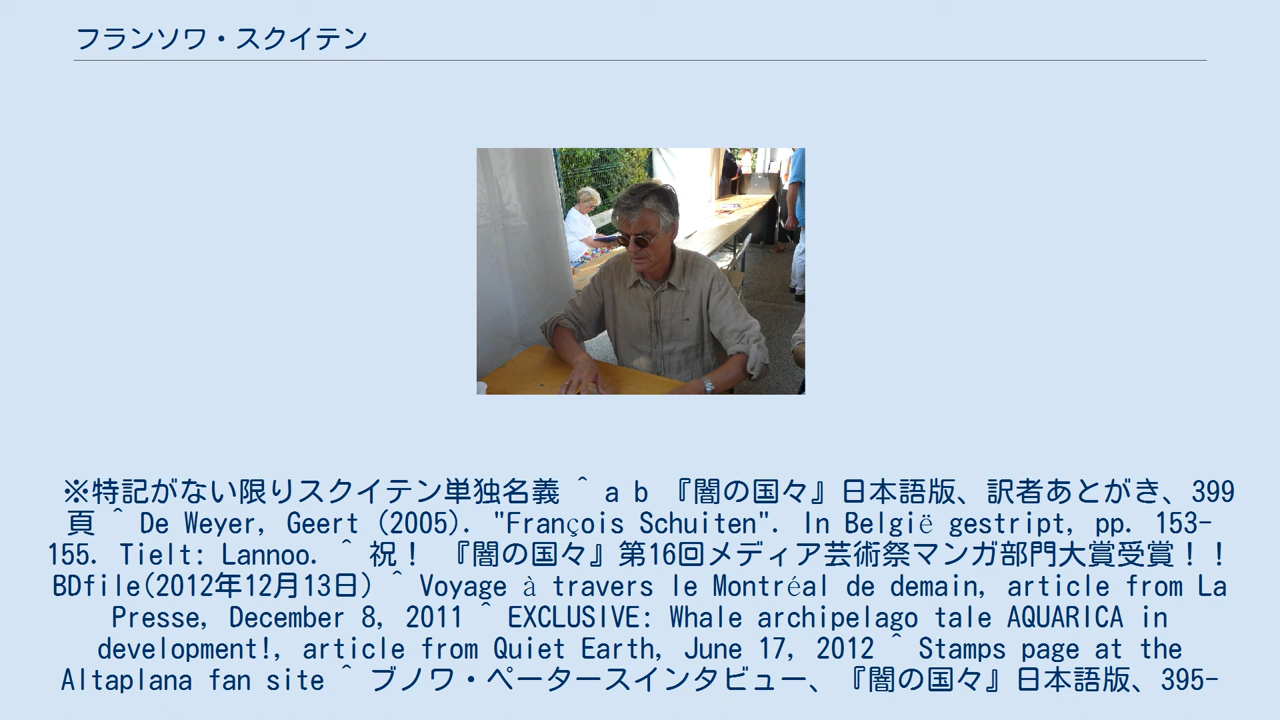 フランソワ・スクイテン
※特記がない限りスクイテン単独名義 ^ a b 『闇の国々』日本語版、訳者あとがき、399
頁 ^ De Weyer, Geert (2005). "François Schuiten". In België gestript, pp. 153-
155. Tielt: Lannoo. ^ 祝！ 『闇の国々』第16回メディア芸術祭マンガ部門大賞受賞！！
BDfile(2012年12月13日) ^ Voyage à travers le Montréal de demain, article from La
Presse, December 8, 2011 ^ EXCLUSIVE: Whale archipelago tale AQUARICA in
development!, article from Quiet Earth, June 17, 2012 ^ Stamps page at the
Altaplana fan site ^ ブノワ・ペータースインタビュー、『闇の国々』日本語版、395-